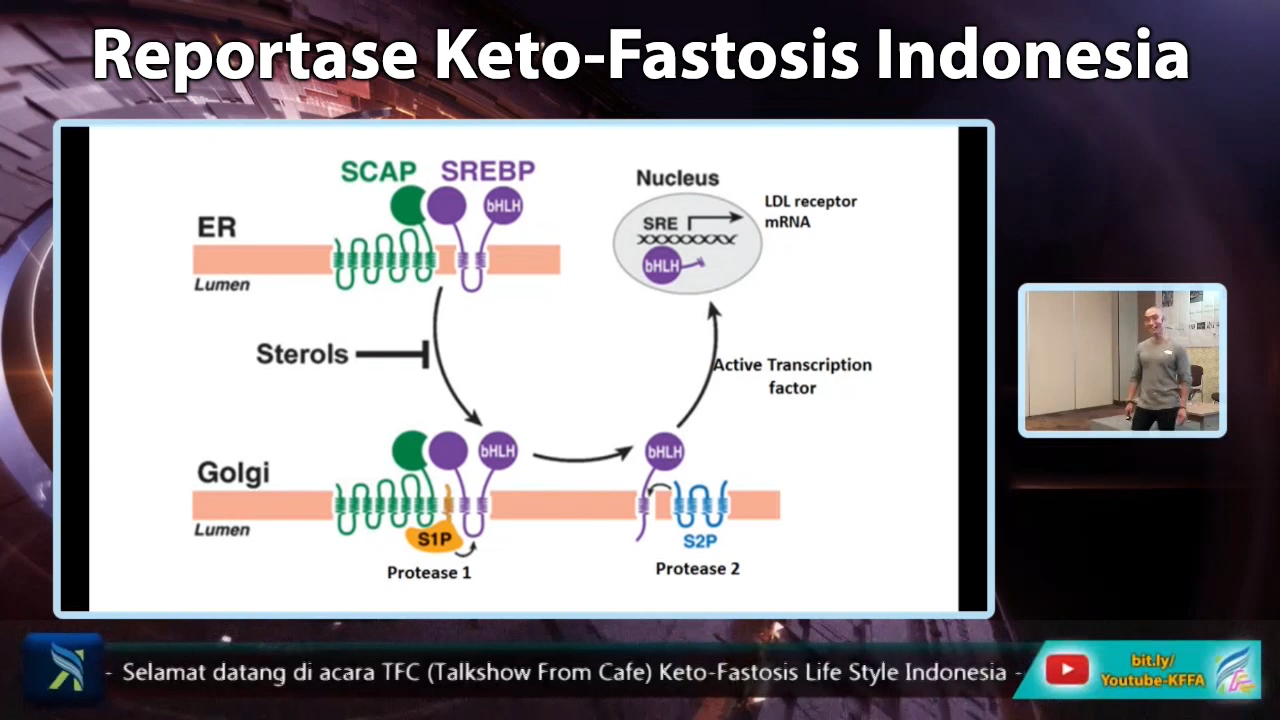 Reportase Keto-Fastosis Indonesia
SCAP SREBP
bHLH
ER
Lumen
Nucleus
SRE
bHLH
LDL receptor
mRNA
Sterols
Active Transcription
factor
Golgi
Lumen
bHLH
bHLH
S1P
S2P
Protease 1
Protease 2
- Selamat datang di acara TFC (Talkshow From Cafe) Keto-Fastosis Life Style Indonesia -
bit.ly/
Youtube-KFFA